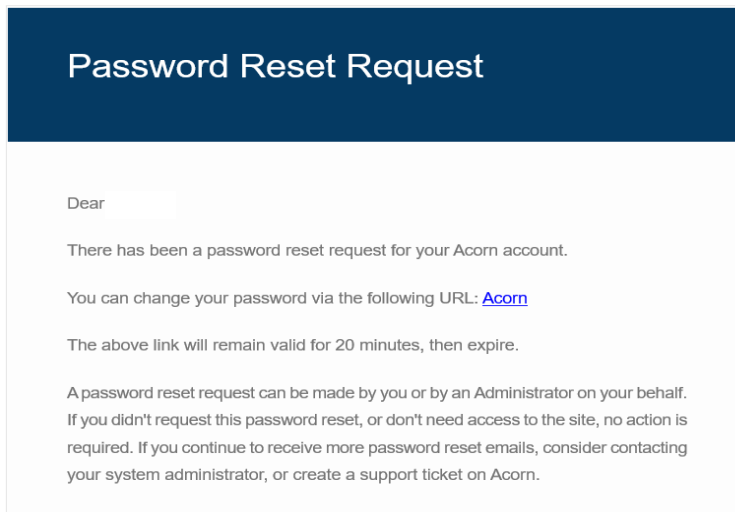 Password Reset Request
Dear
There has been a password reset request for your Acorn account.
You can change your password via the following URL: Acorn
The above link will remain valid for 20 minutes, then expire.
A password reset request can be made by you or by an Administrator on your behalf.
If you didn't request this password reset, or don't need access to the site, no action is
required. If you continue to receive more password reset emails, consider contacting
your system administrator, or create a support ticket on Acorn.